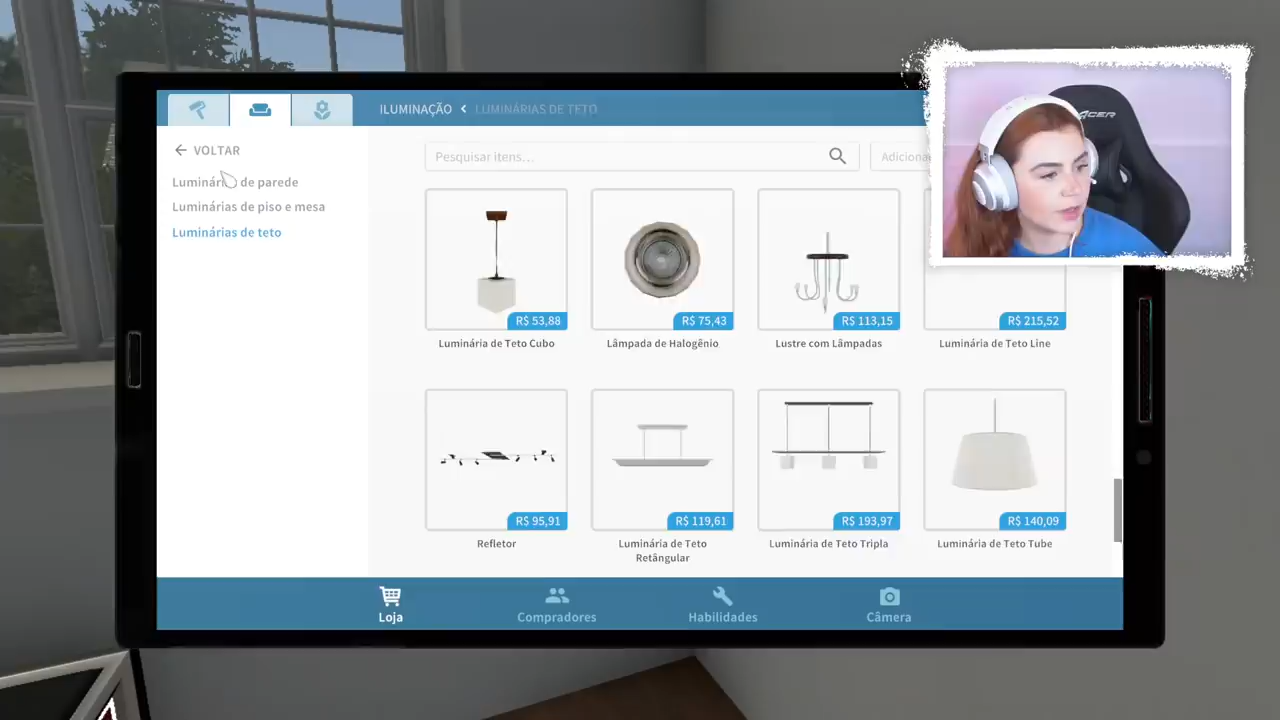 ILUMINAÇÃO < LUMINÁRIAS DE TETO
VOLTAR
Luminárias de parede
Luminárias de piso e mesa
Luminárias de teto
Pesquisar itens...
R$ 53,88
R$ 75,43
R$ 113,15
R$ 215,52
Luminária de Teto Cubo
Lâmpada de Halogênio
Lustre com Lâmpadas
Luminária de Teto Line
R$ 95,91
R$ 119,61
R$ 193,97
R$ 140,09
Refletor
Luminária de Teto
Retângular
Luminária de Teto Tripla
Luminária de Teto Tube
Loja
Compradores
Habilidades
Câmera